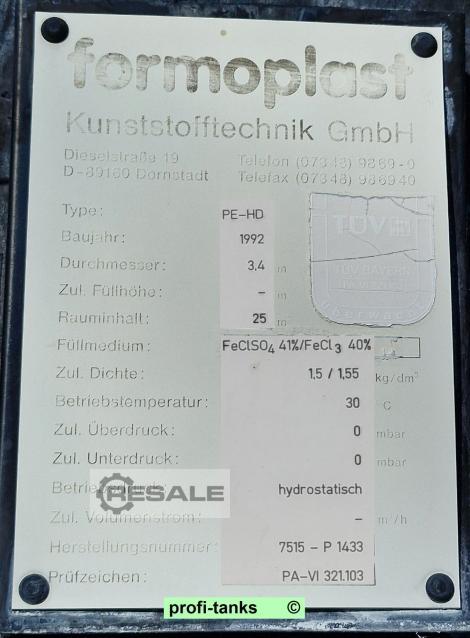 formoplast
Kunststofftechnik GmbH
Dieselstraße 19 Telefon (07348) 9869-0
D-89160 Dornstadt Telefax (07348) 986940
Type: PE-HD
Baujahr: 1992
Durchmesser: 3,4 m
Zul. Füllhöhe: – m
Rauminhalt: 25 m
Füllmedium: FeClSO4 41%/FeCl3 40%
Zul. Dichte: 1,5 / 1,55 kg/dm³
Betriebstemperatur: 30 C
Zul. Überdruck: 0 mbar
Zul. Unterdruck: 0 mbar
Betriebsdruck: hydrostatisch
Zul. Volumenstrom: – m³/h
Herstellungsnummer: 7515 – P 1433
Prüfzeichen: PA-VI 321.103
TÜV
TÜV BAYERN
überwacht
RESALE
profi-tanks ©